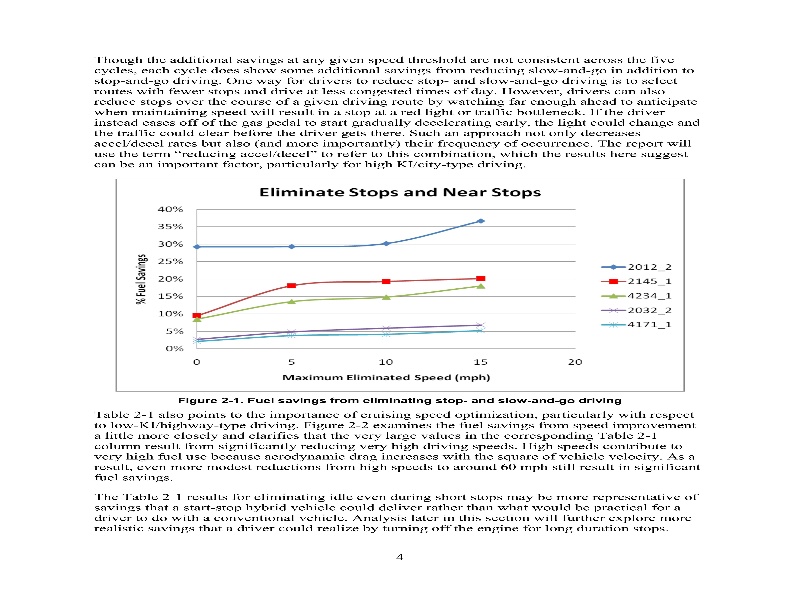 Though the additional savings at any given speed threshold are not consistent across the five
cycles, each cycle does show some additional savings from reducing slow-and-go in addition to
stop-and-go driving. One way for drivers to reduce stop- and slow-and-go driving is to select
routes with fewer stops and drive at less congested times of day. However, drivers can also
reduce stops over the course of a given driving route by watching far enough ahead to anticipate
when maintaining speed will result in a stop at a red light or traffic bottleneck. If the driver
instead eases off of the gas pedal to start gradually decelerating early, the light could change and
the traffic could clear before the driver gets there. Such an approach not only decreases
accel/decel rates but also (and more importantly) their frequency of occurrence. The report will
use the term “reducing accel/decel” to refer to this combination, which the results here suggest
can be an important factor, particularly for high KI/city-type driving.
Eliminate Stops and Near Stops
40%
35%
30%
25%
20%
15%
10%
5%
0%
% Fuel Savings
0 5 10 15 20
Maximum Eliminated Speed (mph)
2012_2
2145_1
4234_1
2032_2
4171_1
Figure 2-1. Fuel savings from eliminating stop- and slow-and-go driving
Table 2-1 also points to the importance of cruising speed optimization, particularly with respect
to low-KI/highway-type driving. Figure 2-2 examines the fuel savings from speed improvement
a little more closely and clarifies that the very large values in the corresponding Table 2-1
column result from significantly reducing very high driving speeds. High speeds contribute to
very high fuel use because aerodynamic drag increases with the square of vehicle velocity. As a
result, even more modest reductions from high speeds to around 60 mph still result in significant
fuel savings.
The Table 2-1 results for eliminating idle even during short stops may be more representative of
savings that a start-stop hybrid vehicle could deliver rather than what would be practical for a
driver to do with a conventional vehicle. Analysis later in this section will further explore more
realistic savings that a driver could realize by turning off the engine for long duration stops.
4